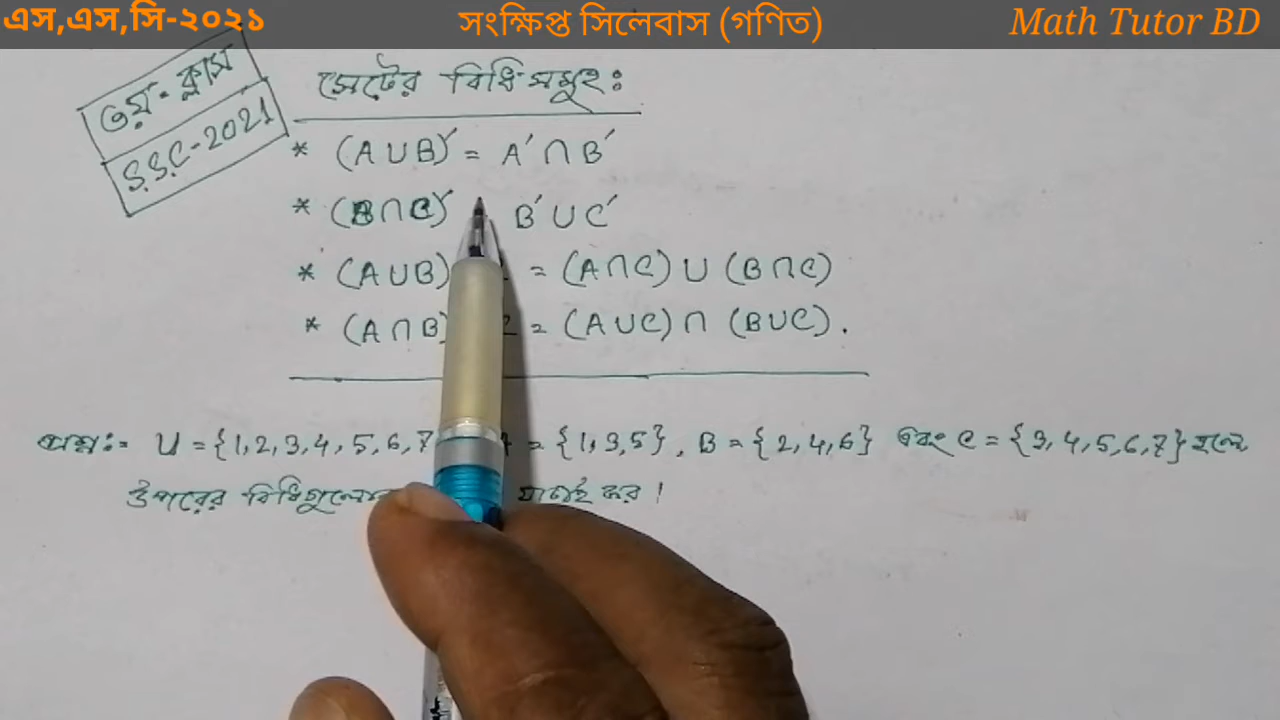 এস,এস,সি-২০২১
সংক্ষিপ্ত সিলেবাস (গণিত)
Math Tutor BD
৩য়- ক্লাস
S.S.C-2021
সেটের বিধিসমূহ:
* (A∪B)′ = A′∩B′
* (B∩C)′ B′∪C′
* (A∪B) = (A∩C)∪(B∩C)
* (A∩B) = (A∪C)∩(B∪C).
প্রশ্ন:- U = {1,2,3,4,5,6,7 = {1,3,5}, B = {2,4,6} এবং C = {3,4,5,6,7} হলে
উপরের বিধিগুলোর যাচাই কর।